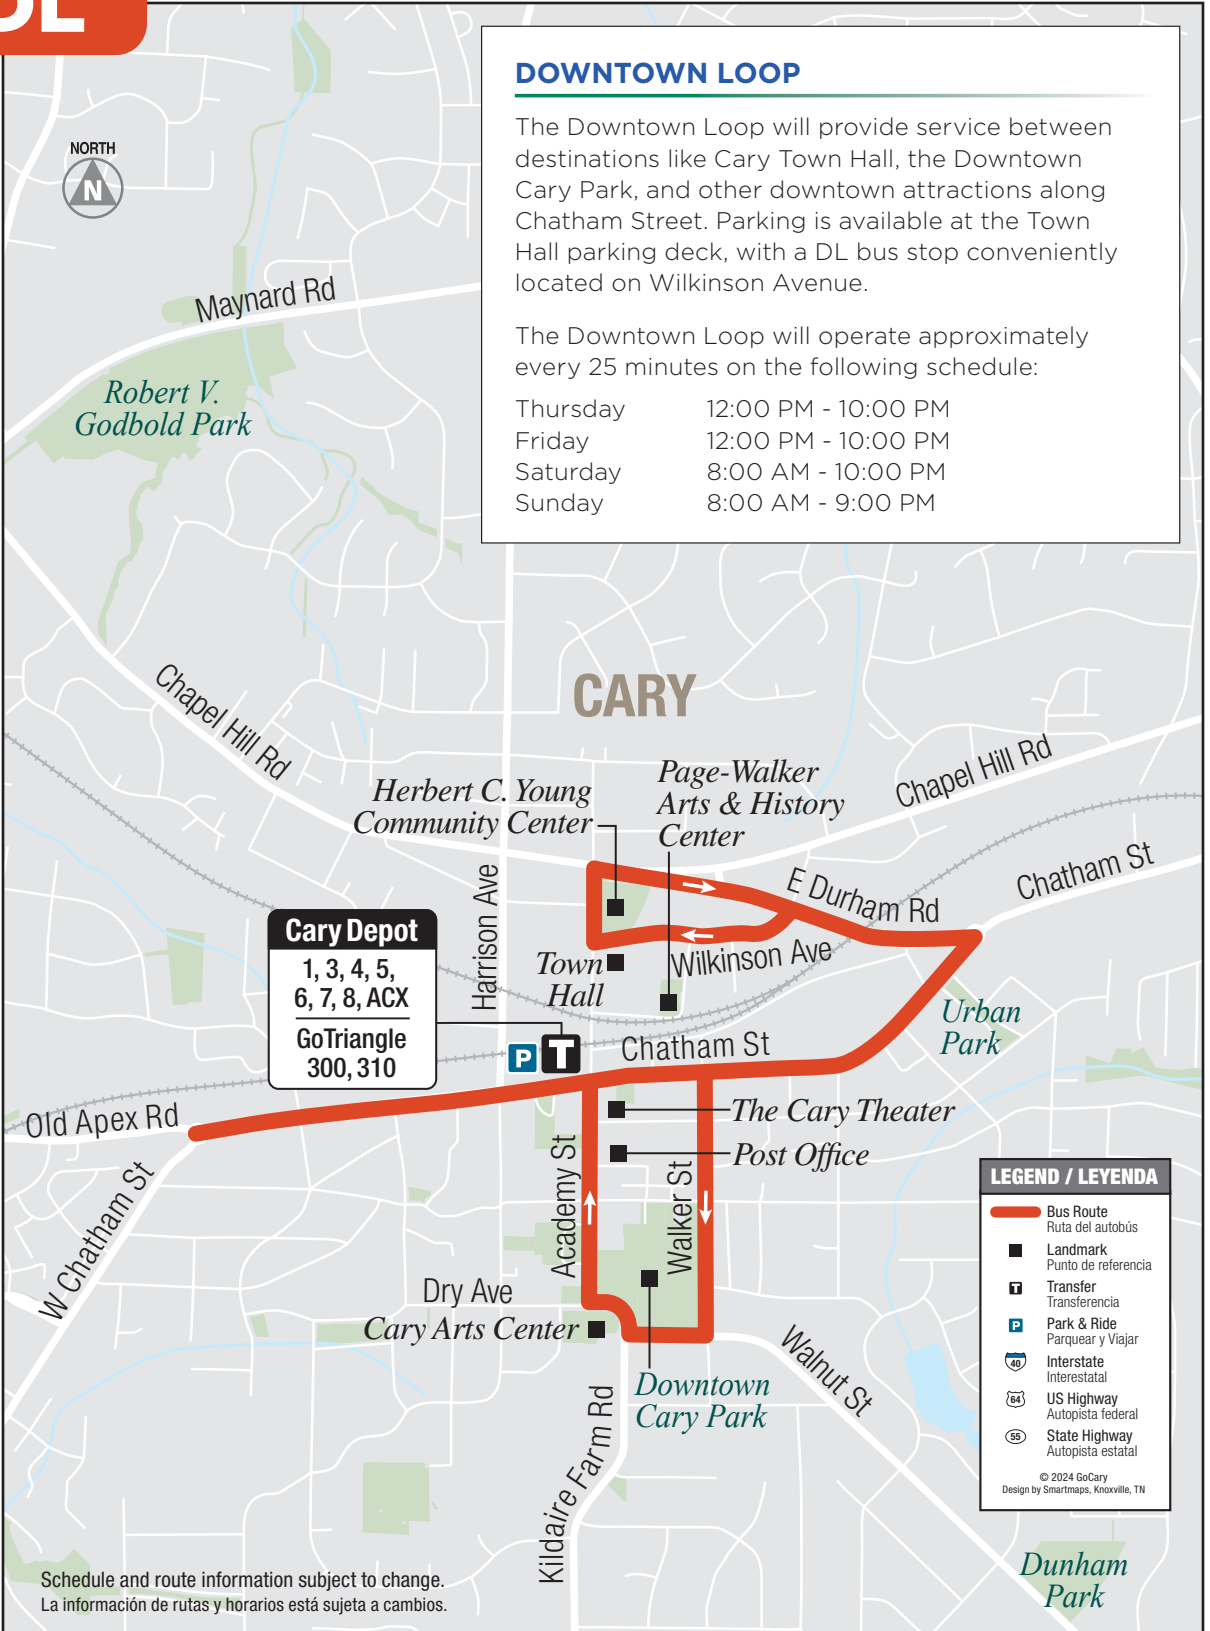 DL
DOWNTOWN LOOP
The Downtown Loop will provide service between
destinations like Cary Town Hall, the Downtown
Cary Park, and other downtown attractions along
Chatham Street. Parking is available at the Town
Hall parking deck, with a DL bus stop conveniently
located on Wilkinson Avenue.
The Downtown Loop will operate approximately
every 25 minutes on the following schedule:
Thursday 12:00 PM - 10:00 PM
Friday 12:00 PM - 10:00 PM
Saturday 8:00 AM - 10:00 PM
Sunday 8:00 AM - 9:00 PM
NORTH
N
Maynard Rd
Robert V.
Godbold Park
CARY
Chapel Hill Rd
Chapel Hill Rd
Herbert C. Young
Community Center
Page-Walker
Arts & History
Center
Harrison Ave
E Durham Rd
Chatham St
Cary Depot
1, 3, 4, 5,
6, 7, 8, ACX
GoTriangle
300, 310
Town
Hall
Wilkinson Ave
Urban
Park
P
T
Chatham St
Old Apex Rd
The Cary Theater
Post Office
W Chatham St
Academy St
Walker St
Dry Ave
Cary Arts Center
Walnut St
Downtown
Cary Park
Kildaire Farm Rd
Dunham
Park
LEGEND / LEYENDA
Bus Route
Ruta del autobús
Landmark
Punto de referencia
T Transfer
Transferencia
P Park & Ride
Parquear y Viajar
40 Interstate
Interestatal
64 US Highway
Autopista federal
55 State Highway
Autopista estatal
© 2024 GoCary
Design by Smartmaps, Knoxville, TN
Schedule and route information subject to change.
La información de rutas y horarios está sujeta a cambios.